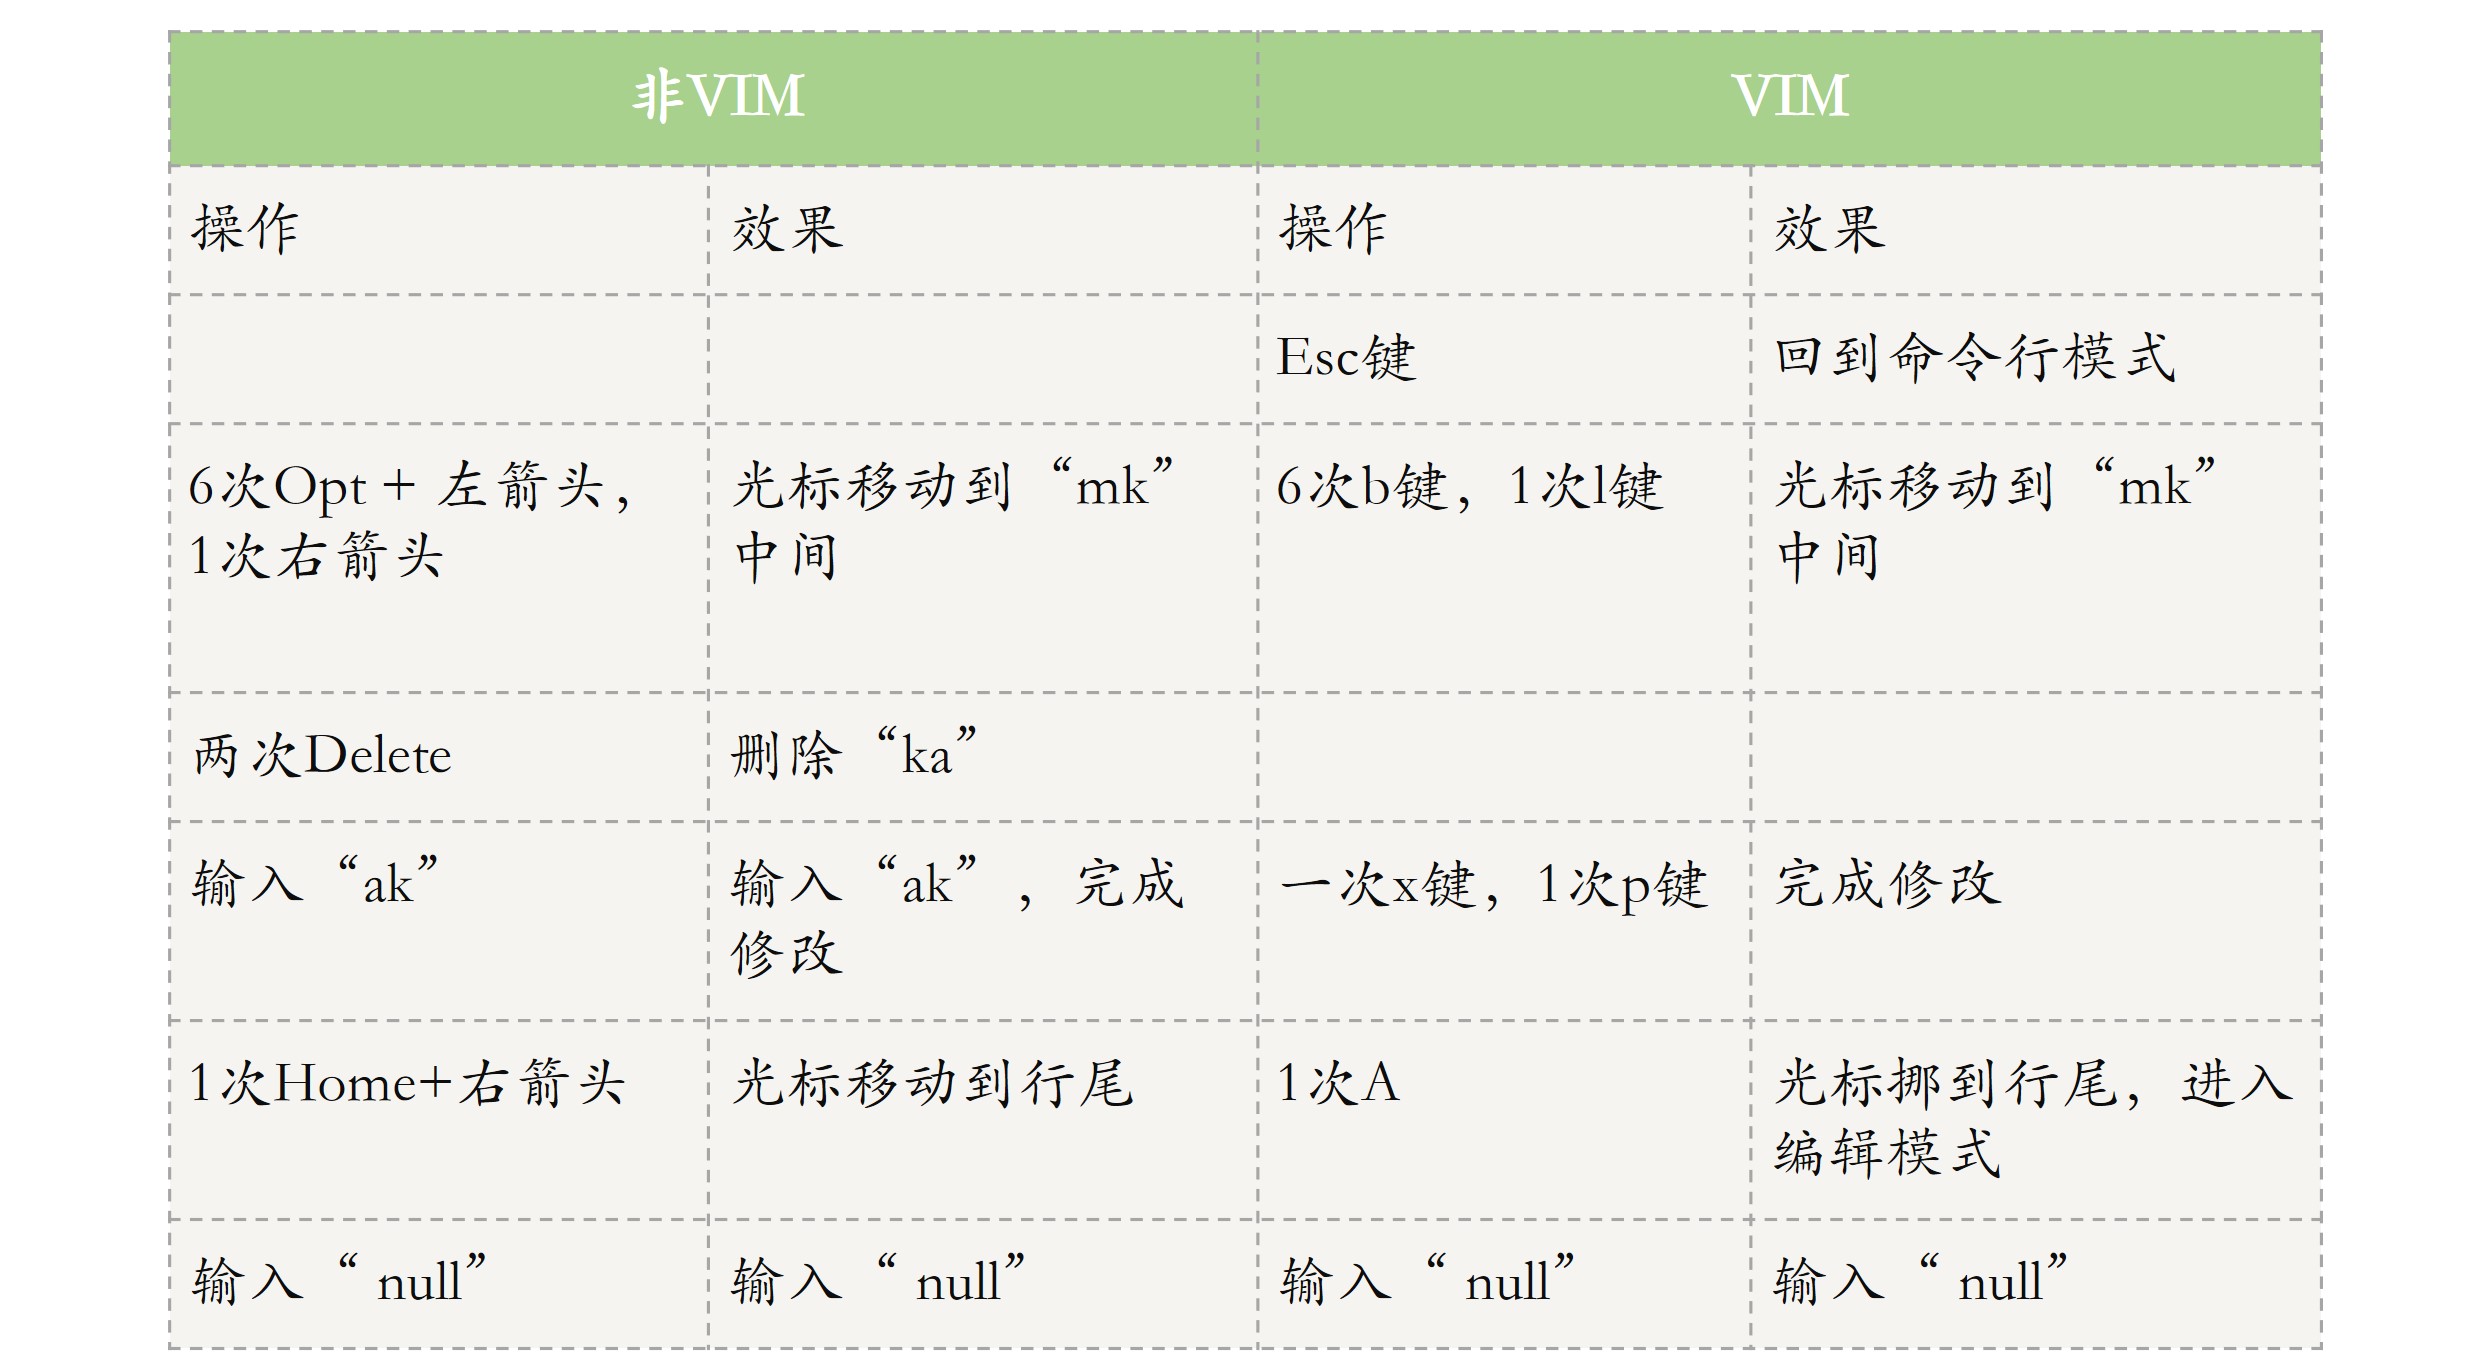 非VIM
VIM
操作
效果
操作
效果
Esc键
回到命令行模式
6次Opt + 左箭头，
1次右箭头
光标移动到“mk”
中间
6次b键，1次l键
光标移动到“mk”
中间
两次Delete
删除“ka”
输入“ak”
输入“ak”，完成
修改
一次x键，1次p键
完成修改
1次Home+右箭头
光标移动到行尾
1次A
光标挪到行尾，进入
编辑模式
输入“ null”
输入“ null”
输入“ null”
输入“ null”